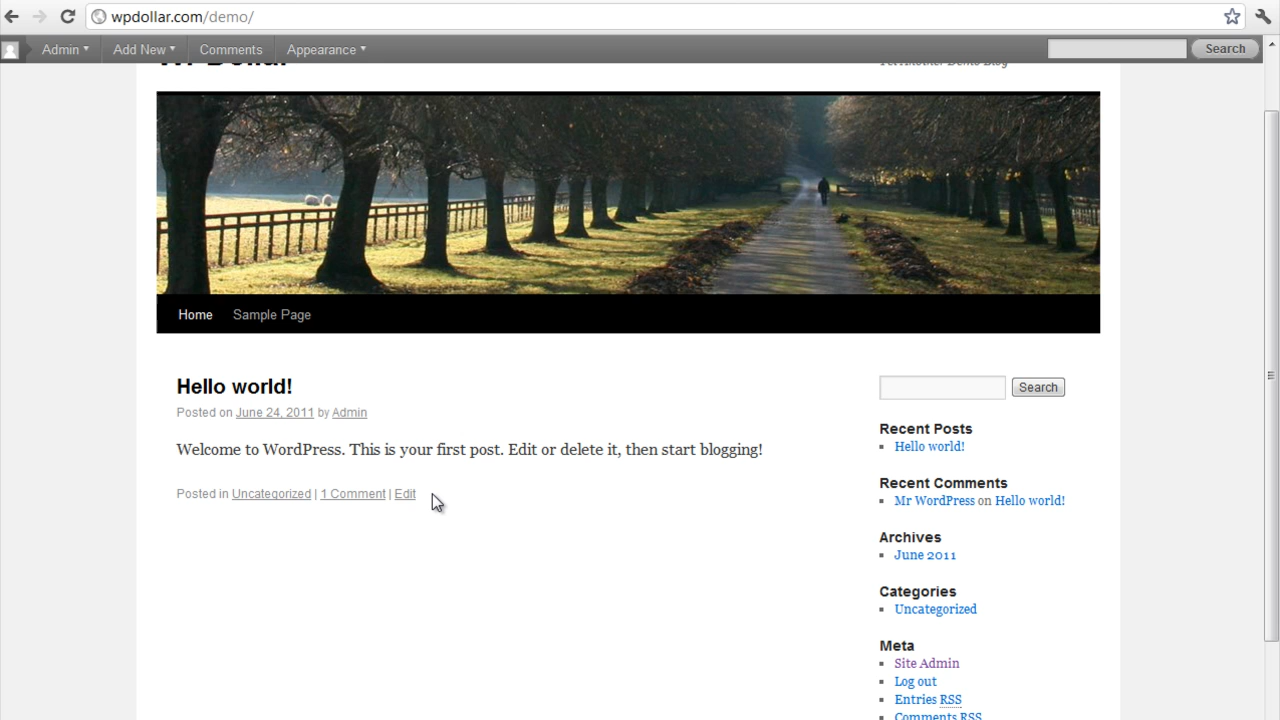 wpdollar.com/demo/
Admin Add New Comments Appearance Search
Home Sample Page
Hello world!
Posted on June 24, 2011 by Admin
Welcome to WordPress. This is your first post. Edit or delete it, then start blogging!
Posted in Uncategorized | 1 Comment | Edit
Search
Recent Posts
Hello world!
Recent Comments
Mr WordPress on Hello world!
Archives
June 2011
Categories
Uncategorized
Meta
Site Admin
Log out
Entries RSS
Comments RSS